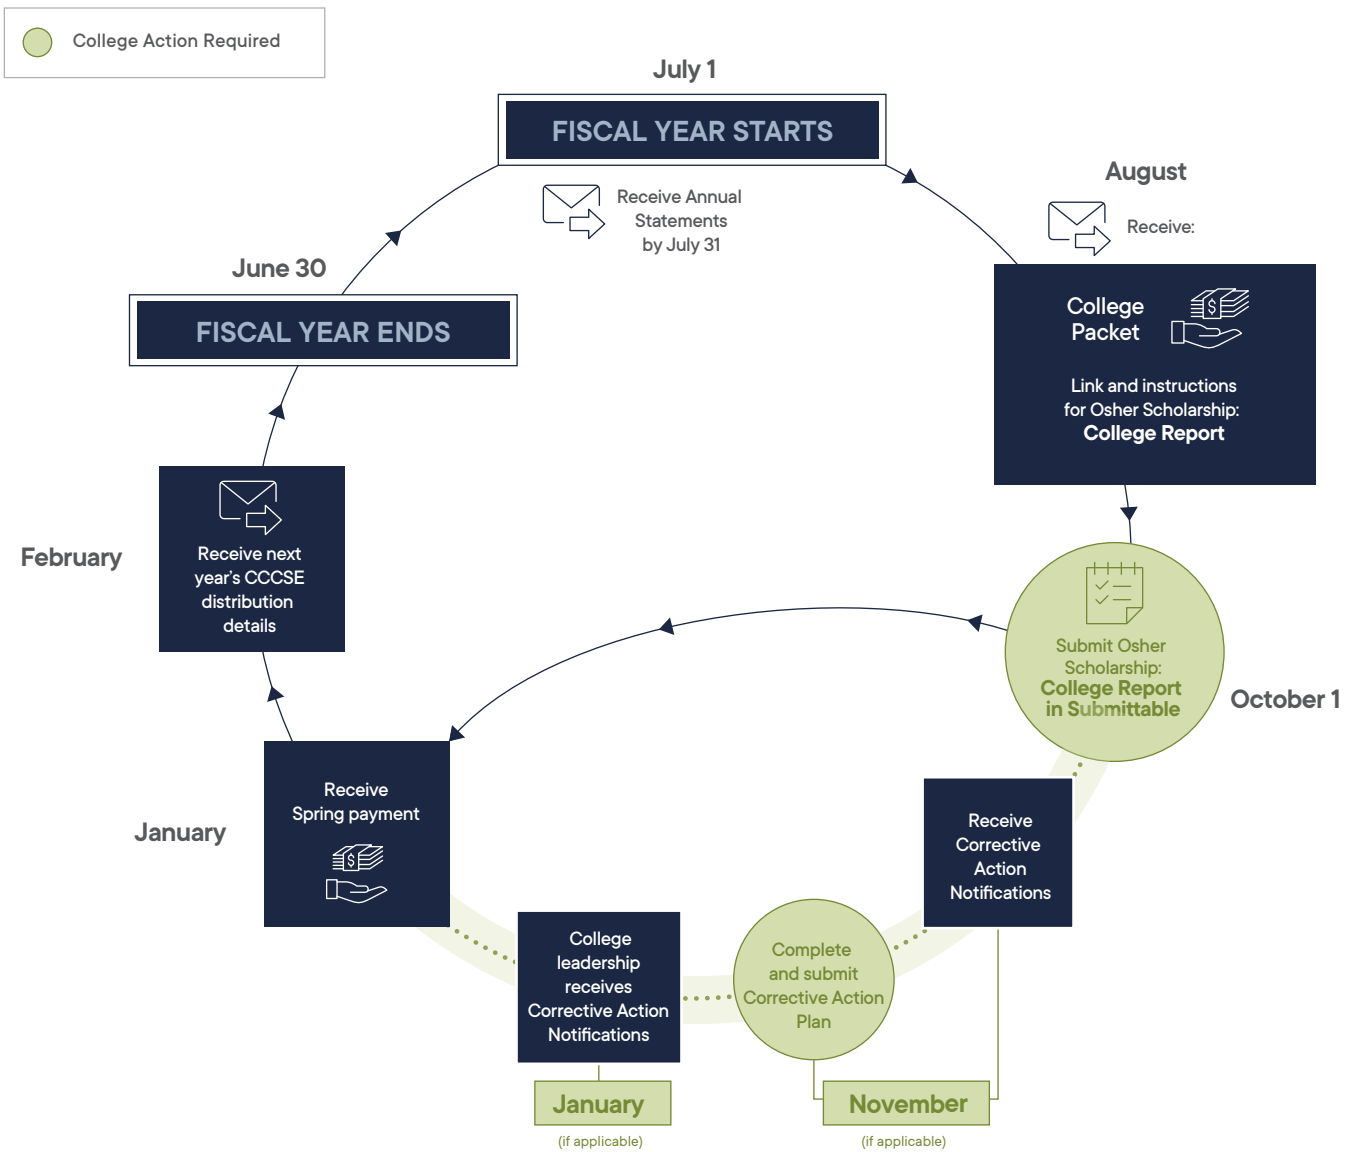 College Action Required
July 1
FISCAL YEAR STARTS
Receive Annual
Statements
by July 31
August
Receive:
College
Packet
$
Link and instructions
for Osher Scholarship:
College Report
June 30
FISCAL YEAR ENDS
February
Receive next
year's CCCSE
distribution
details
Submit Osher
Scholarship:
College Report
in Submittable
October 1
January
Receive
Spring payment
$
Receive
Corrective
Action
Notifications
College
leadership
receives
Corrective Action
Notifications
Complete
and submit
Corrective Action
Plan
January
(if applicable)
November
(if applicable)